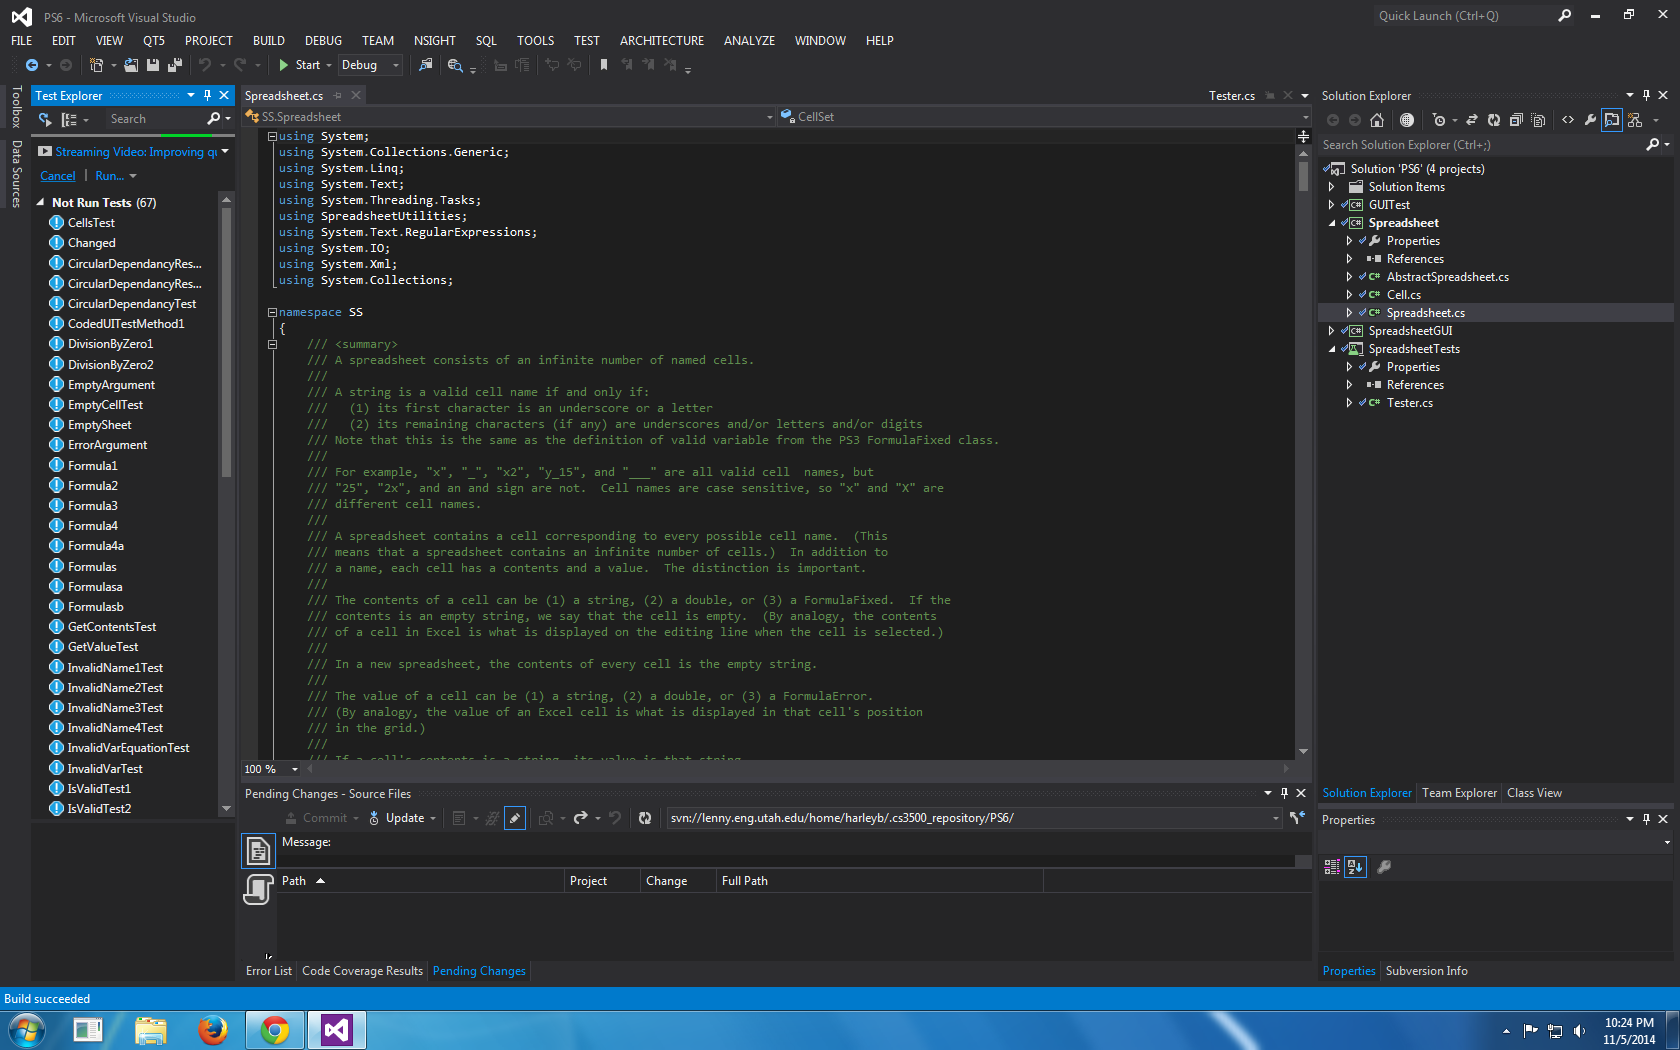 PS6 - Microsoft Visual Studio
Quick Launch (Ctrl+Q)
FILE EDIT VIEW QT5 PROJECT BUILD DEBUG TEAM NSIGHT SQL TOOLS TEST ARCHITECTURE ANALYZE WINDOW HELP
Start Debug
Toolbox
Data Sources
Test Explorer
Search
Streaming Video: Improving qu
Cancel | Run...
Not Run Tests (67)
CellsTest
Changed
CircularDependancyRes...
CircularDependancyRes...
CircularDependancyTest
CodedUITestMethod1
DivisionByZero1
DivisionByZero2
EmptyArgument
EmptyCellTest
EmptySheet
ErrorArgument
Formula1
Formula2
Formula3
Formula4
Formula4a
Formulas
Formulasa
Formulasb
GetContentsTest
GetValueTest
InvalidName1Test
InvalidName2Test
InvalidName3Test
InvalidName4Test
InvalidVarEquationTest
InvalidVarTest
IsValidTest1
IsValidTest2
Spreadsheet.cs
Tester.cs
SS.Spreadsheet
CellSet
using System;
using System.Collections.Generic;
using System.Linq;
using System.Text;
using System.Threading.Tasks;
using SpreadsheetUtilities;
using System.Text.RegularExpressions;
using System.IO;
using System.Xml;
using System.Collections;
namespace SS
{
/// <summary>
/// A spreadsheet consists of an infinite number of named cells.
///
/// A string is a valid cell name if and only if:
///   (1) its first character is an underscore or a letter
///   (2) its remaining characters (if any) are underscores and/or letters and/or digits
/// Note that this is the same as the definition of valid variable from the PS3 FormulaFixed class.
///
/// For example, "x", "_", "x2", "y_15", and "___" are all valid cell  names, but
/// "25", "2x", and an and sign are not.  Cell names are case sensitive, so "x" and "X" are
/// different cell names.
///
/// A spreadsheet contains a cell corresponding to every possible cell name.  (This
/// means that a spreadsheet contains an infinite number of cells.)  In addition to
/// a name, each cell has a contents and a value.  The distinction is important.
///
/// The contents of a cell can be (1) a string, (2) a double, or (3) a FormulaFixed.  If the
/// contents is an empty string, we say that the cell is empty.  (By analogy, the contents
/// of a cell in Excel is what is displayed on the editing line when the cell is selected.)
///
/// In a new spreadsheet, the contents of every cell is the empty string.
///
/// The value of a cell can be (1) a string, (2) a double, or (3) a FormulaError.
/// (By analogy, the value of an Excel cell is what is displayed in that cell's position
/// in the grid.)
///
/// If a cell's contents is a string, its value is that string.
100 %
Pending Changes - Source Files
Commit Update svn://lenny.eng.utah.edu/home/harleyb/.cs3500_repository/PS6/
Message:
Path Project Change Full Path
Error List Code Coverage Results Pending Changes
Solution Explorer
Search Solution Explorer (Ctrl+;)
Solution 'PS6' (4 projects)
Solution Items
GUITest
Spreadsheet
Properties
References
AbstractSpreadsheet.cs
Cell.cs
Spreadsheet.cs
SpreadsheetGUI
SpreadsheetTests
Properties
References
Tester.cs
Solution Explorer Team Explorer Class View
Properties
Properties Subversion Info
Build succeeded
10:24 PM
11/5/2014